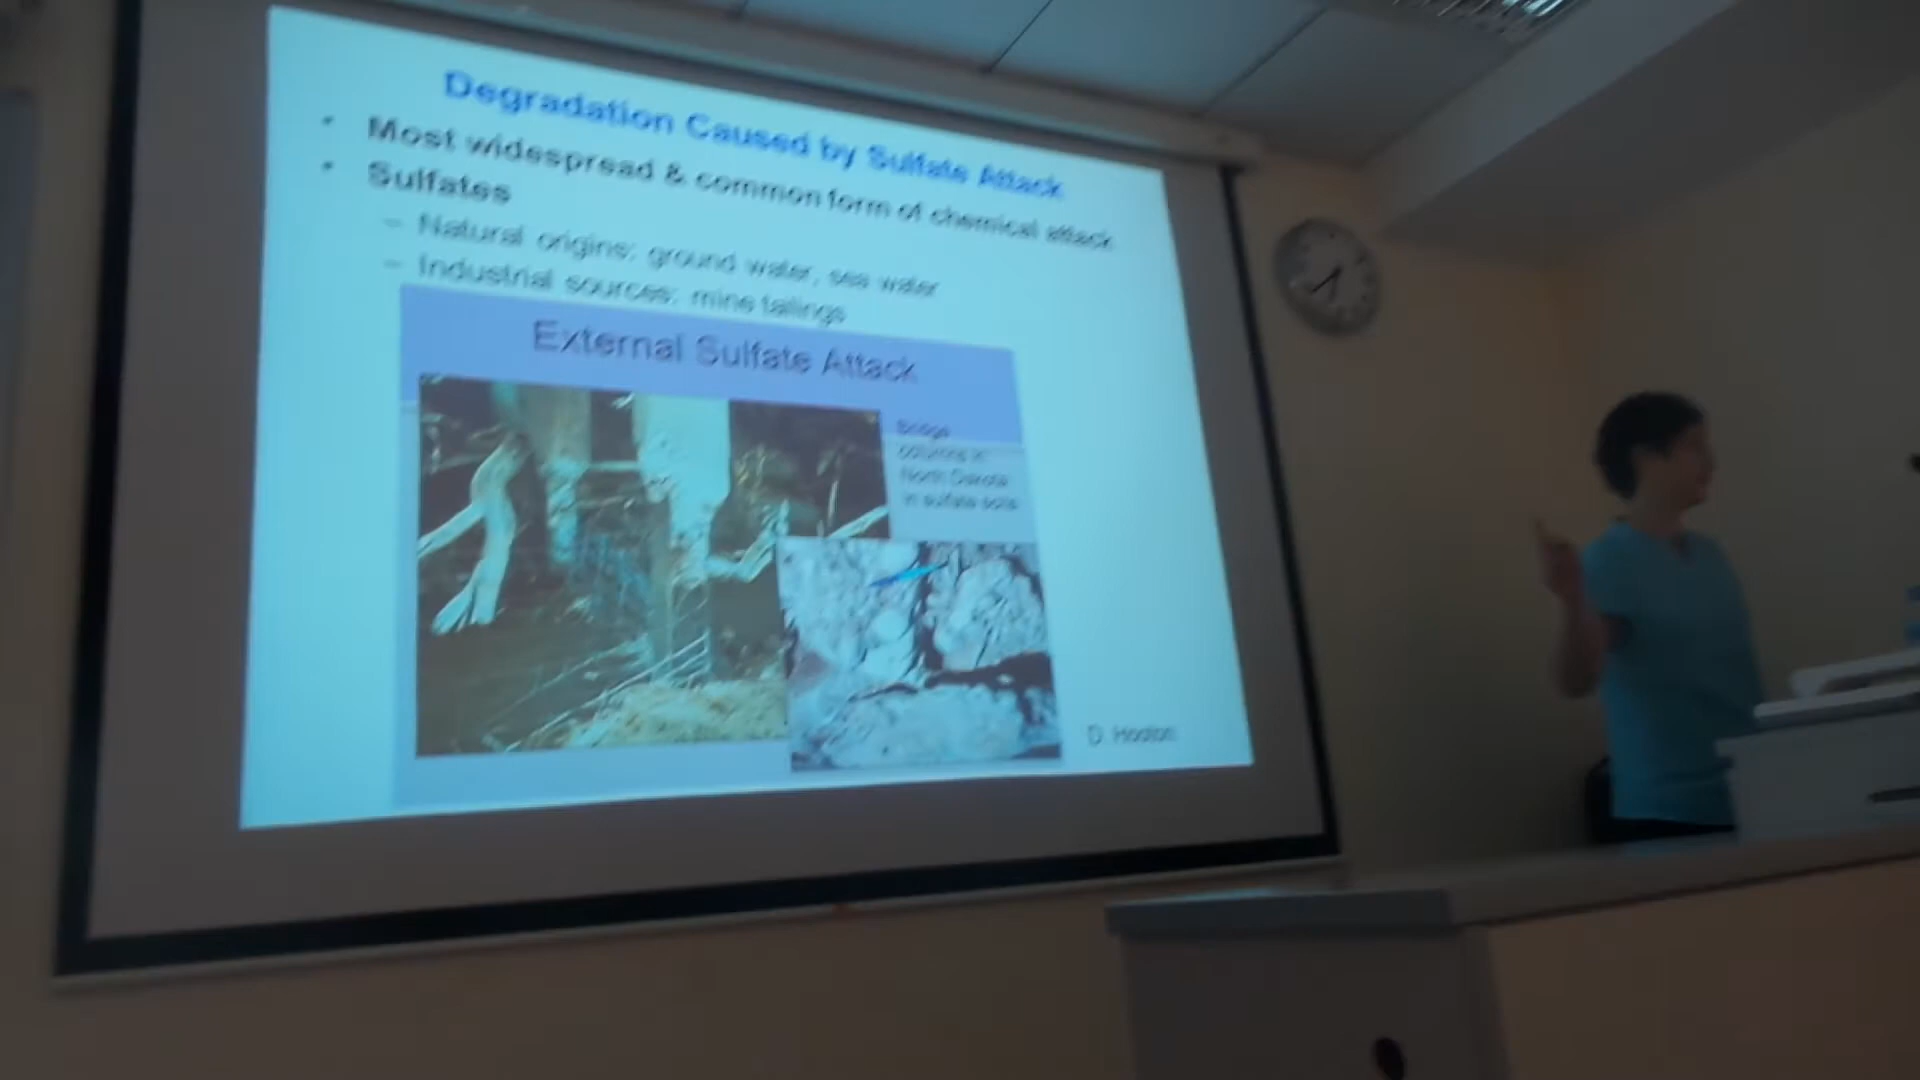 Degradation Caused by Sulfate Attack
• Most widespread & common form of chemical attack
• Sulfates
– Natural origins: ground water, sea water
– Industrial sources: mine tailings
External Sulfate Attack
Bridge
columns in
North Dakota
in sulfate soils
D. Hooton